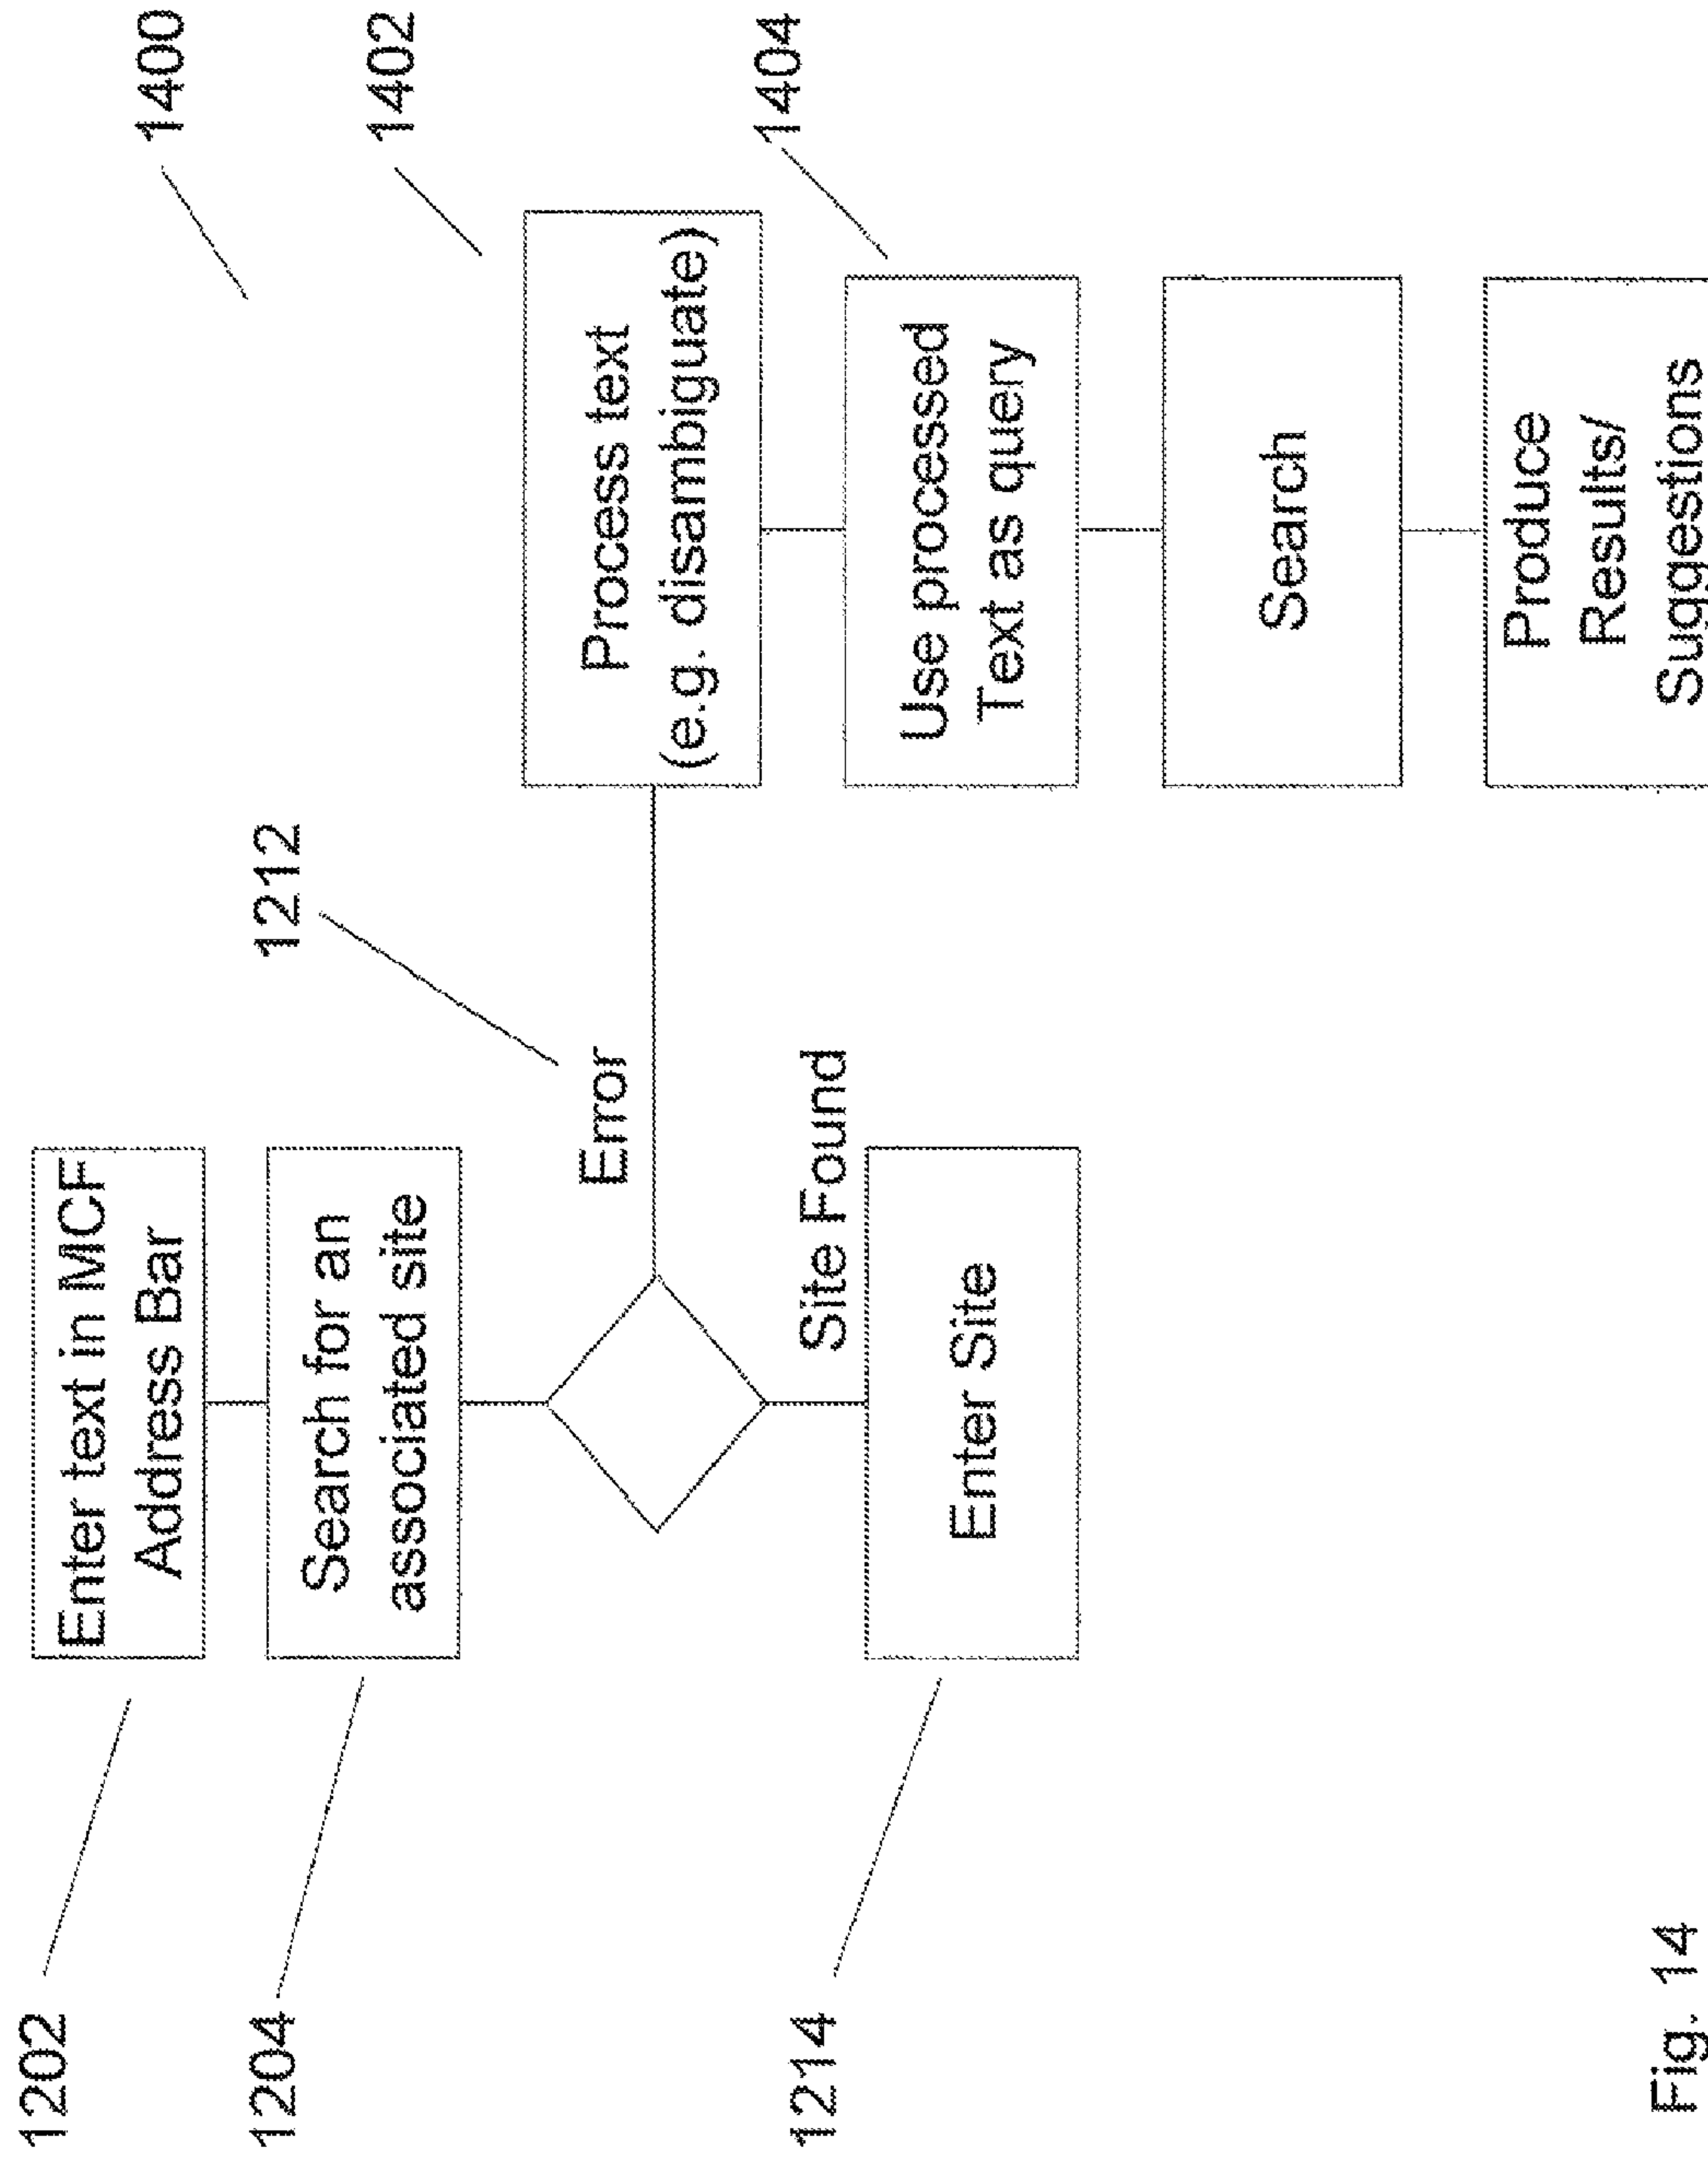 1400
1202
Enter text in MCF
Address Bar
1204
Search for an
associated site
1212
Error
1402
Process text
(e.g. disambiguate)
1404
Use processed
Text as query
Site Found
1214
Enter Site
Search
Produce
Results/
Suggestions
Fig. 14